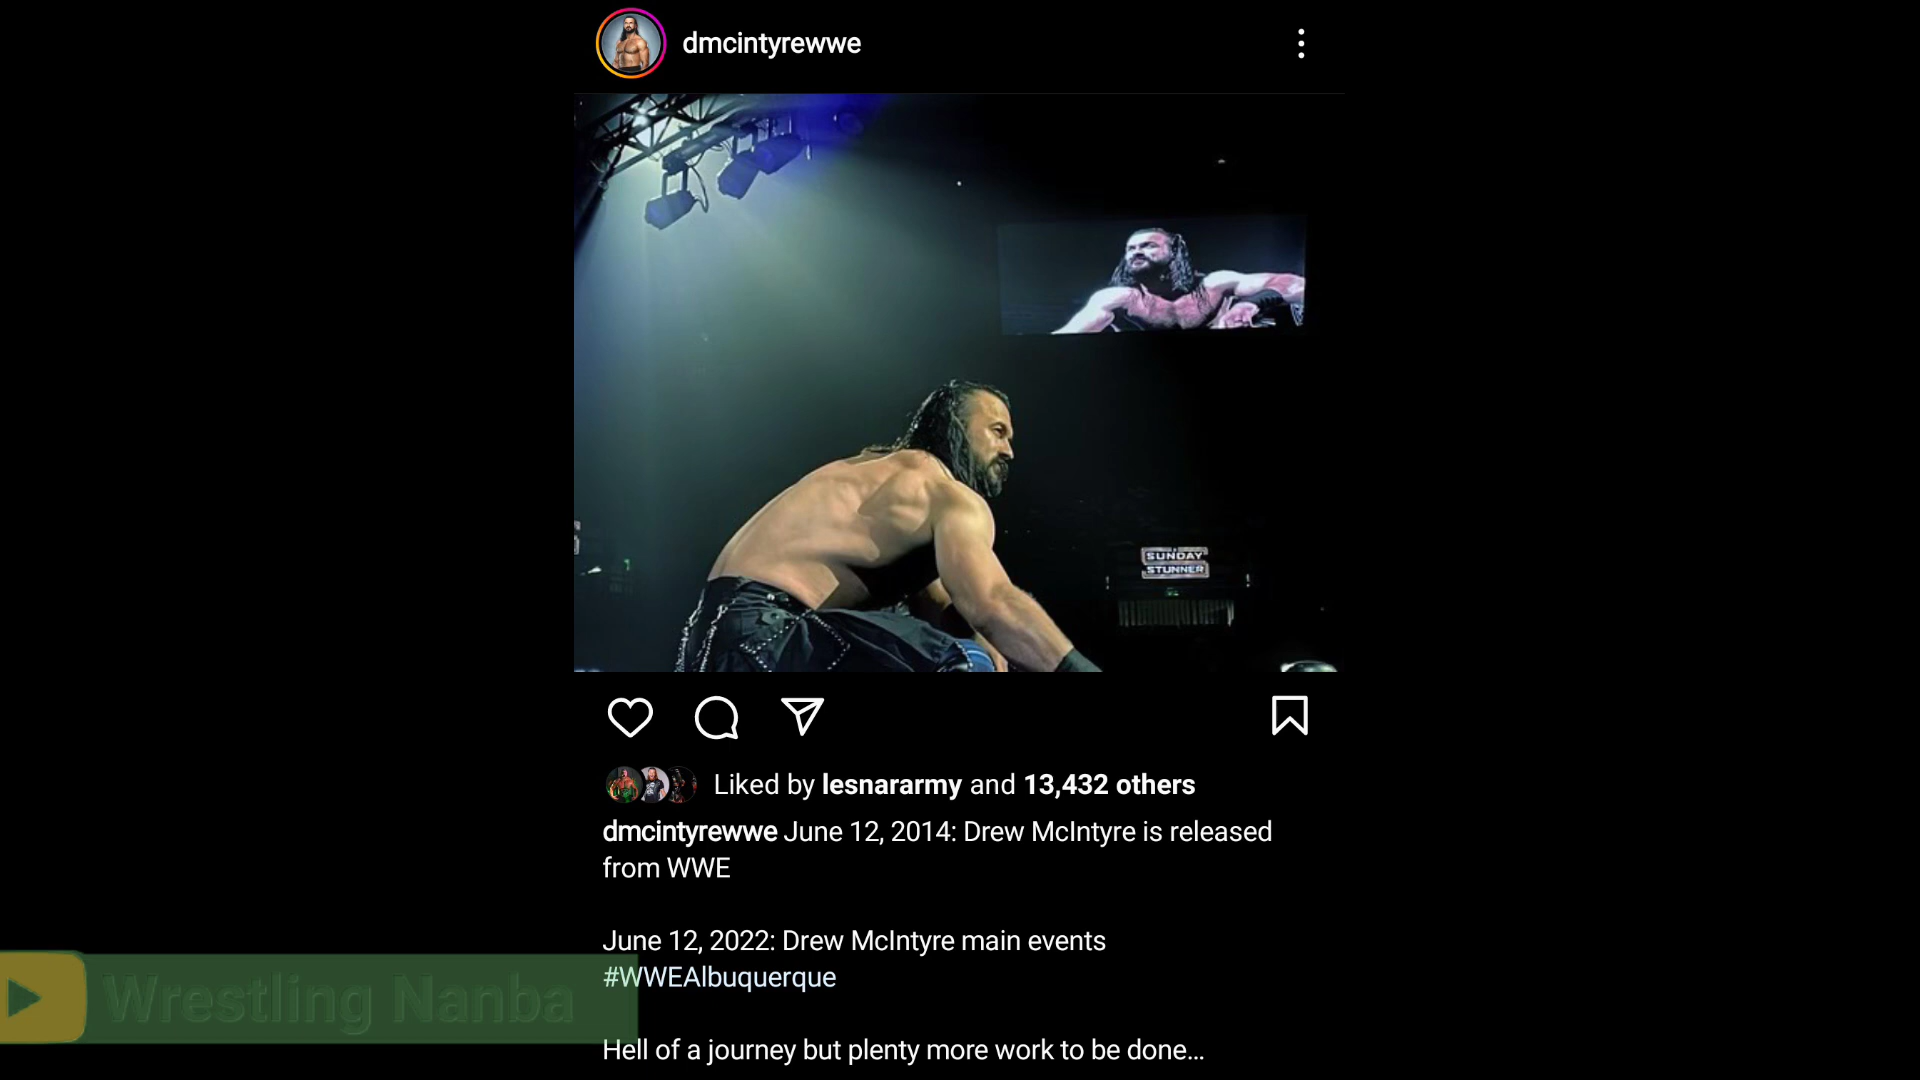 dmcintyrewwe
SUNDAY
STUNNER
Liked by lesnararmy and 13,432 others
dmcintyrewwe June 12, 2014: Drew McIntyre is released
from WWE
June 12, 2022: Drew McIntyre main events
#WWEAlbuquerque
Wrestling Nanba
Hell of a journey but plenty more work to be done...